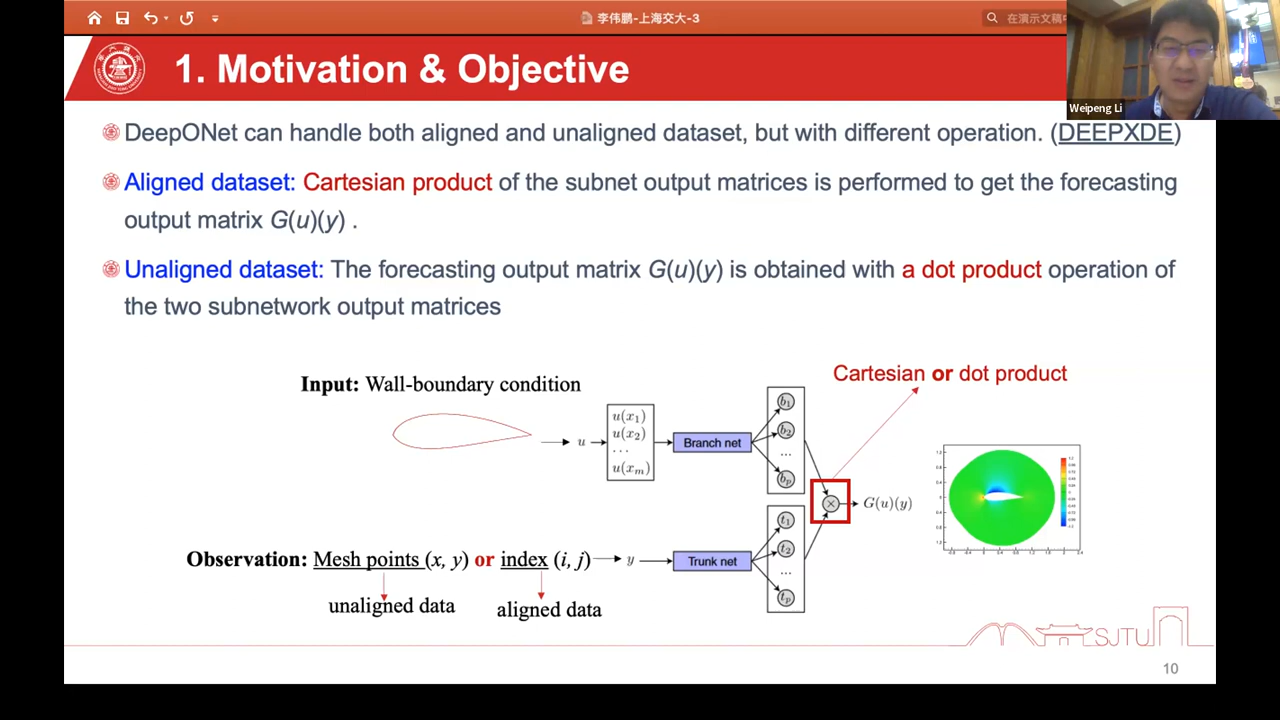 李伟鹏-上海交大-3
在演示文稿中
Weipeng Li
1. Motivation & Objective
DeepONet can handle both aligned and unaligned dataset, but with different operation. (DEEPXDE)
Aligned dataset: Cartesian product of the subnet output matrices is performed to get the forecasting
output matrix G(u)(y) .
Unaligned dataset: The forecasting output matrix G(u)(y) is obtained with a dot product operation of
the two subnetwork output matrices
Cartesian or dot product
Input: Wall-boundary condition
u
u(x₁)
u(x₂)
...
u(xₘ)
Branch net
b₁
b₂
...
bₚ
G(u)(y)
Observation: Mesh points (x, y) or index (i, j)
y
Trunk net
t₁
t₂
...
tₚ
unaligned data
aligned data
SJTU
10